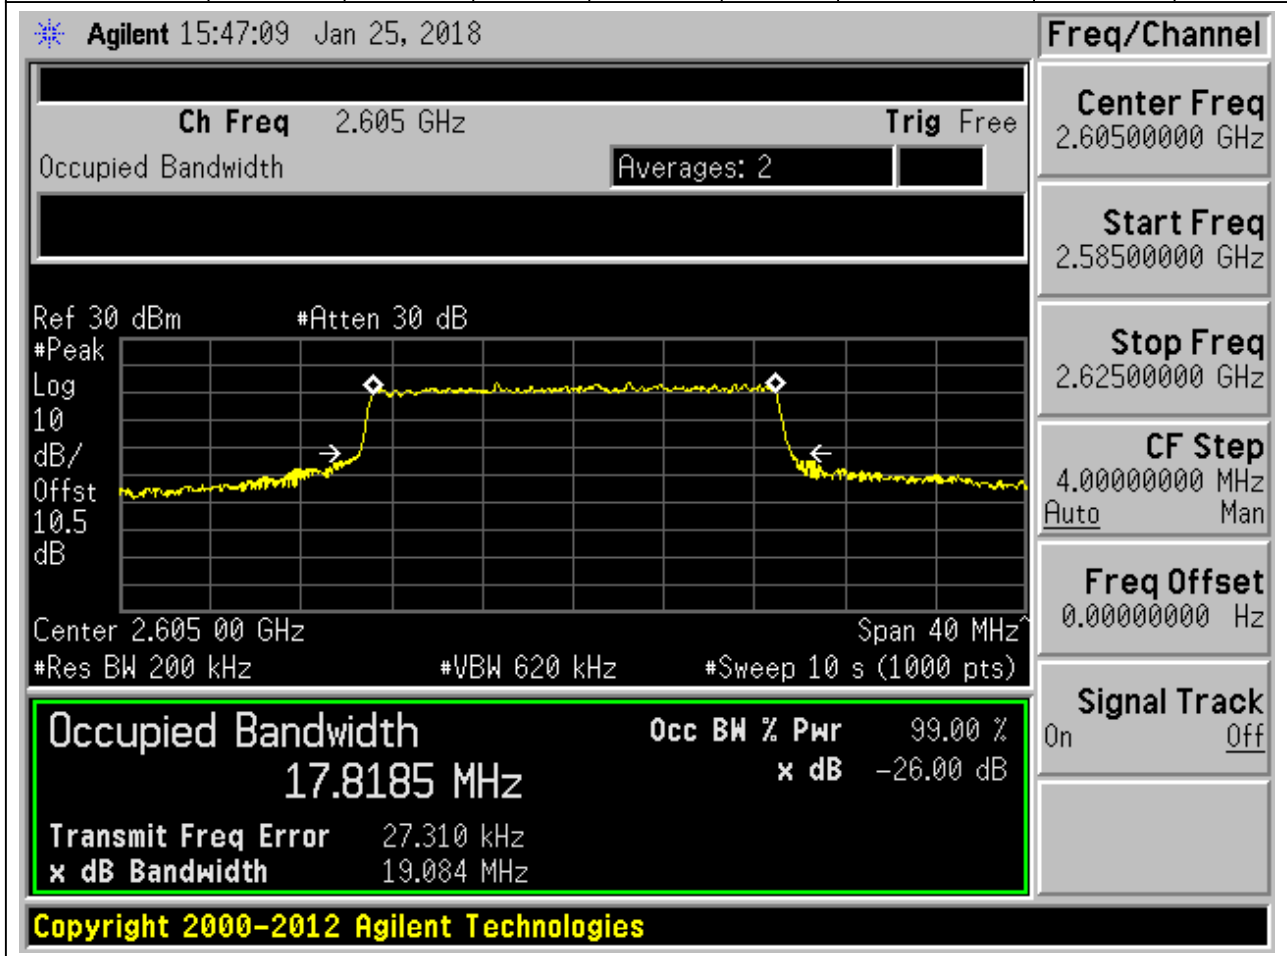 Agilent 15:47:09 Jan 25, 2018
Freq/Channel
Ch Freq 2.605 GHz Trig Free
Occupied Bandwidth Averages: 2
Ref 30 dBm #Atten 30 dB
#Peak
Log
10
dB/
Offst
10.5
dB
Center 2.605 00 GHz Span 40 MHz^
#Res BW 200 kHz #VBW 620 kHz #Sweep 10 s (1000 pts)
Occupied Bandwidth Occ BW % Pwr 99.00 %
17.8185 MHz x dB -26.00 dB
Transmit Freq Error 27.310 kHz
x dB Bandwidth 19.084 MHz
Copyright 2000-2012 Agilent Technologies
Center Freq
2.60500000 GHz
Start Freq
2.58500000 GHz
Stop Freq
2.62500000 GHz
CF Step
4.00000000 MHz
Auto Man
Freq Offset
0.00000000 Hz
Signal Track
On Off